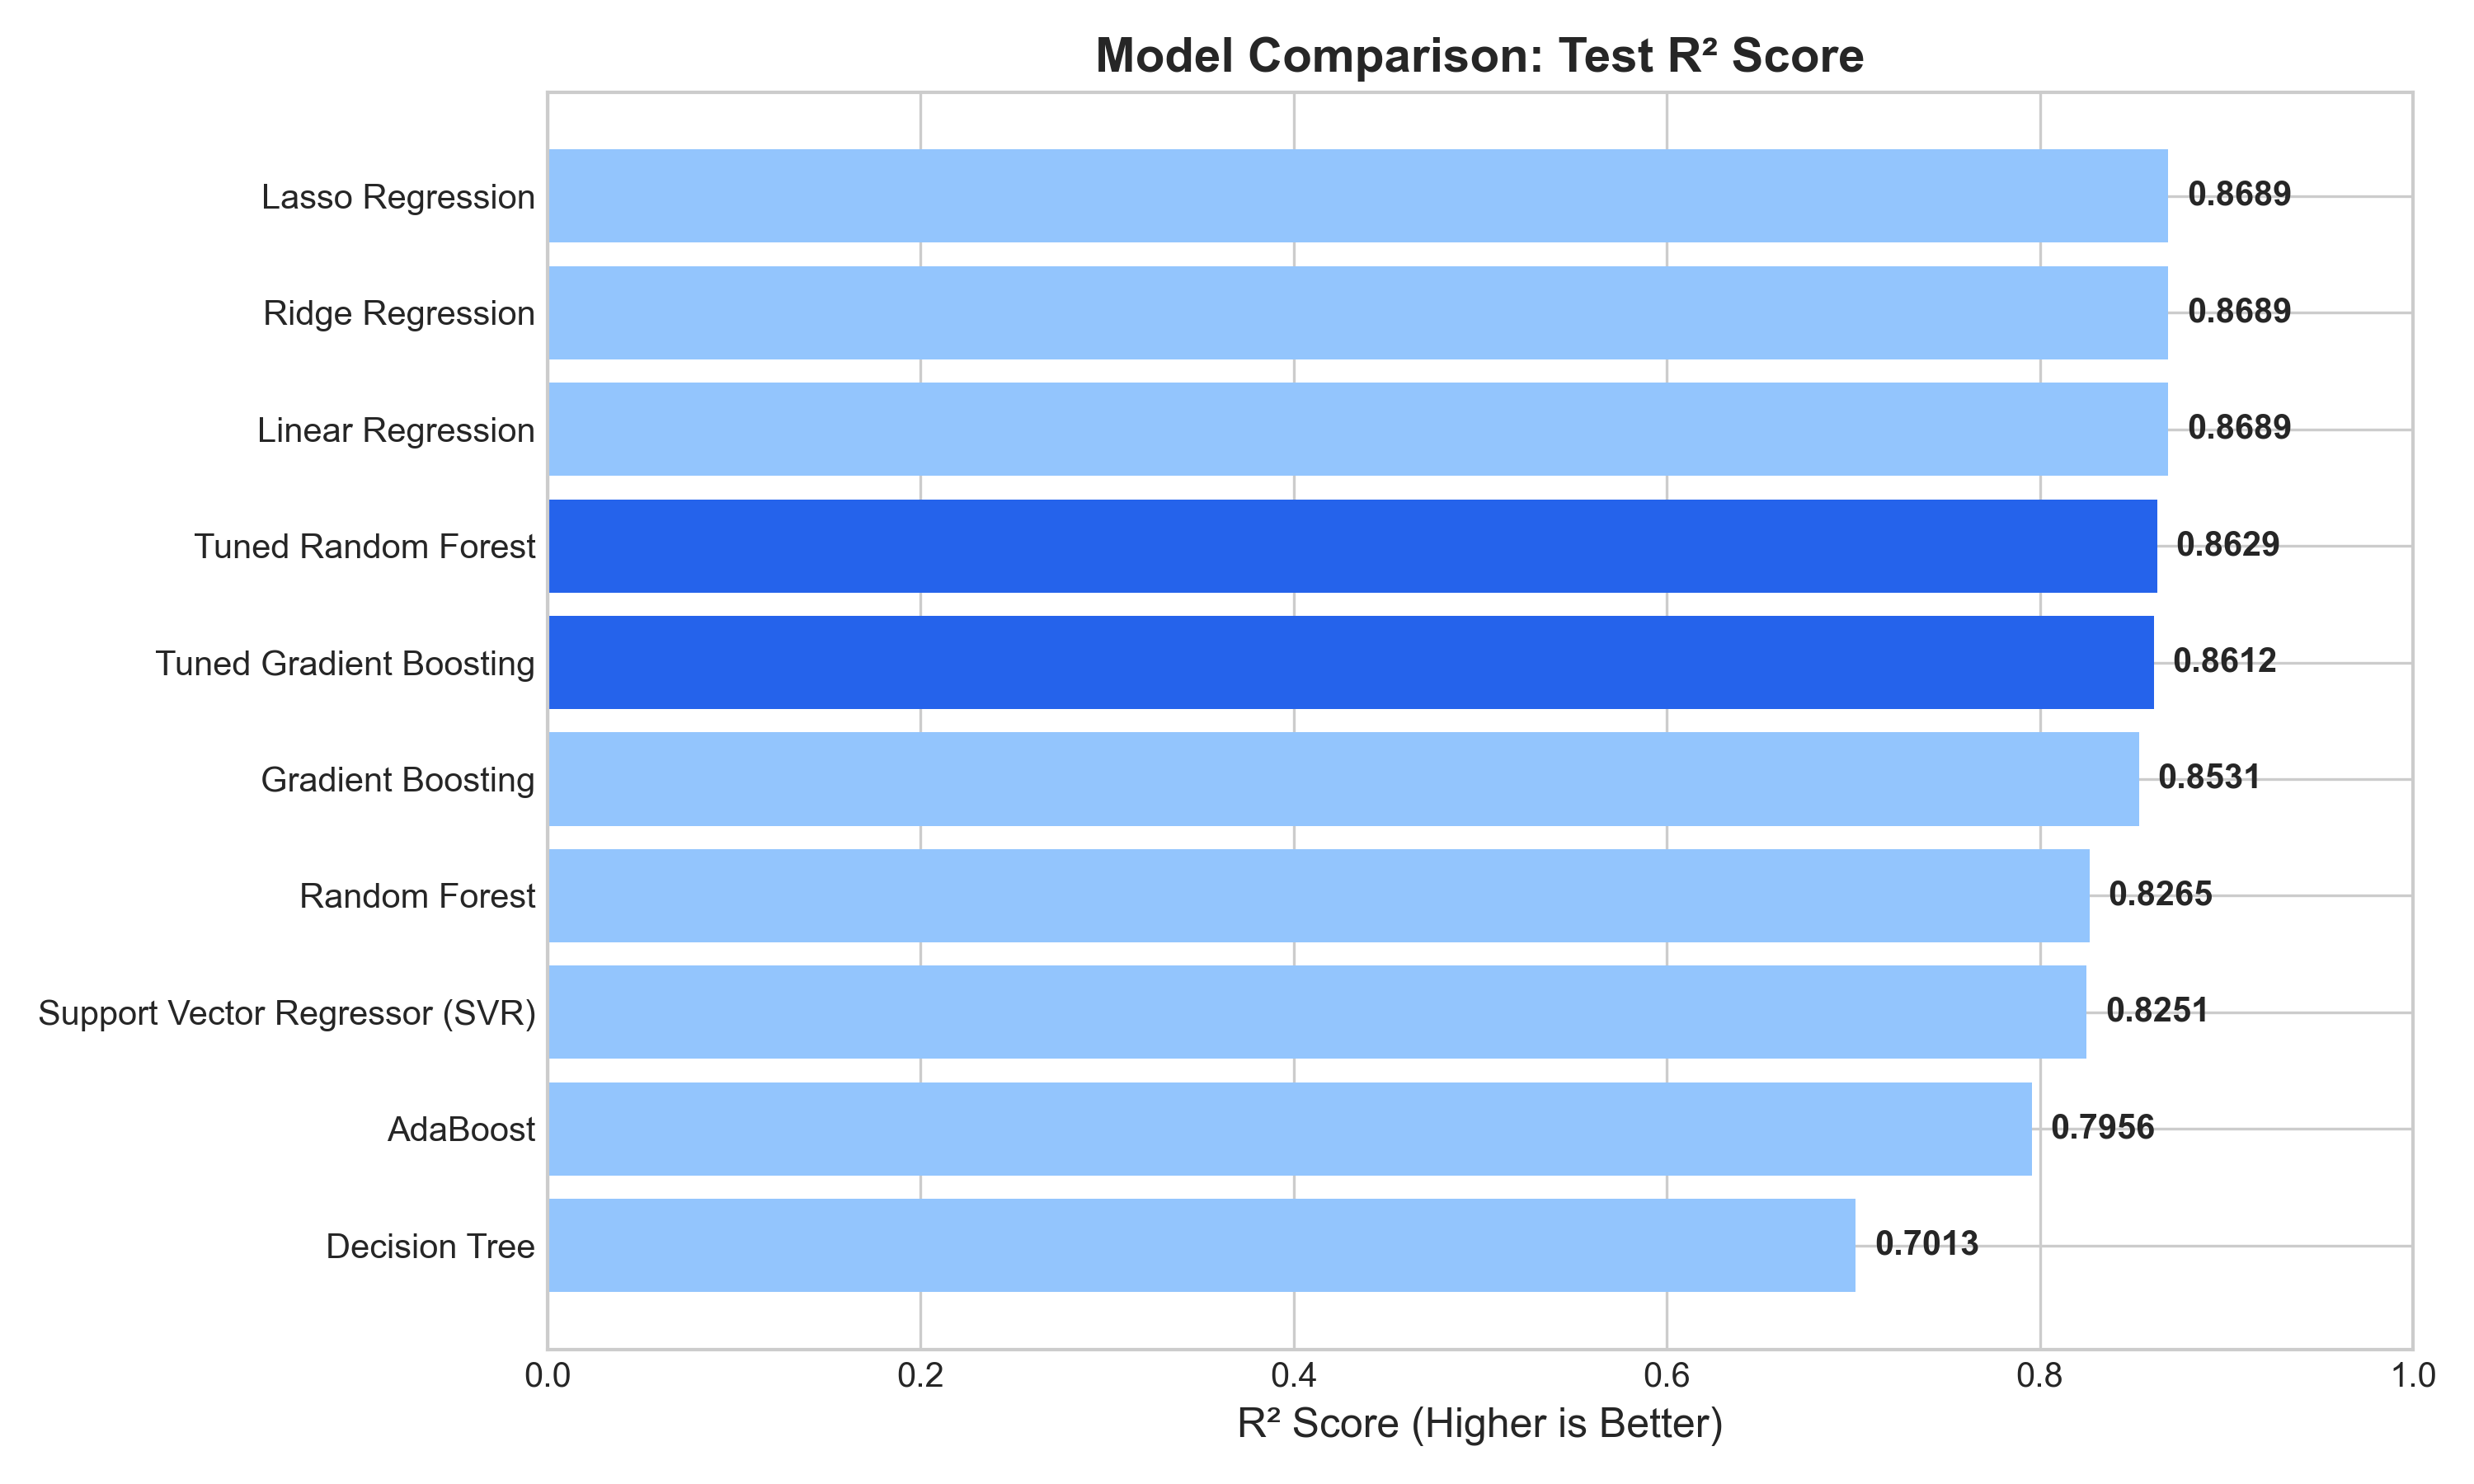 Model Comparison: Test R² Score
Lasso Regression 0.8689
Ridge Regression 0.8689
Linear Regression 0.8689
Tuned Random Forest 0.8629
Tuned Gradient Boosting 0.8612
Gradient Boosting 0.8531
Random Forest 0.8265
Support Vector Regressor (SVR) 0.8251
AdaBoost 0.7956
Decision Tree 0.7013
0.0 0.2 0.4 0.6 0.8 1.0
R² Score (Higher is Better)